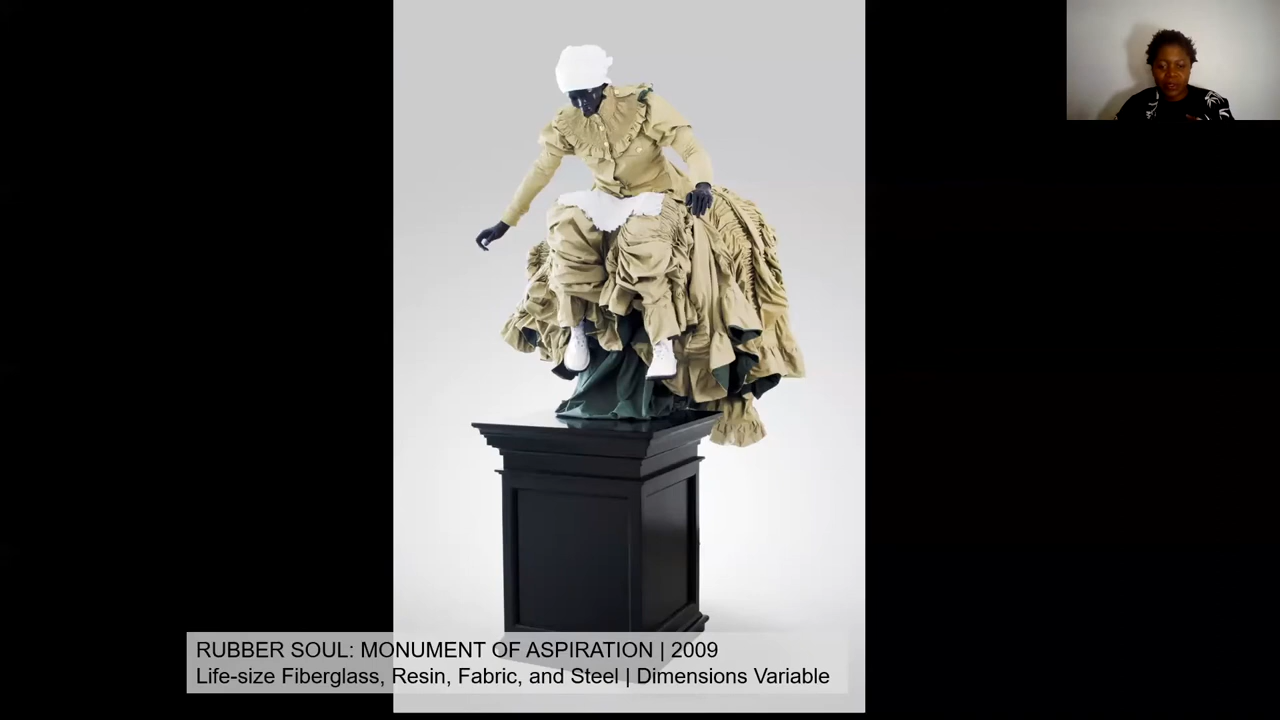 RUBBER SOUL: MONUMENT OF ASPIRATION | 2009
Life-size Fiberglass, Resin, Fabric, and Steel | Dimensions Variable